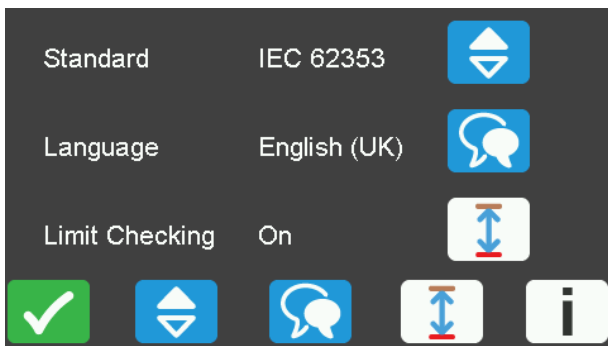 Standard IEC 62353
Language English (UK)
Limit Checking On
i